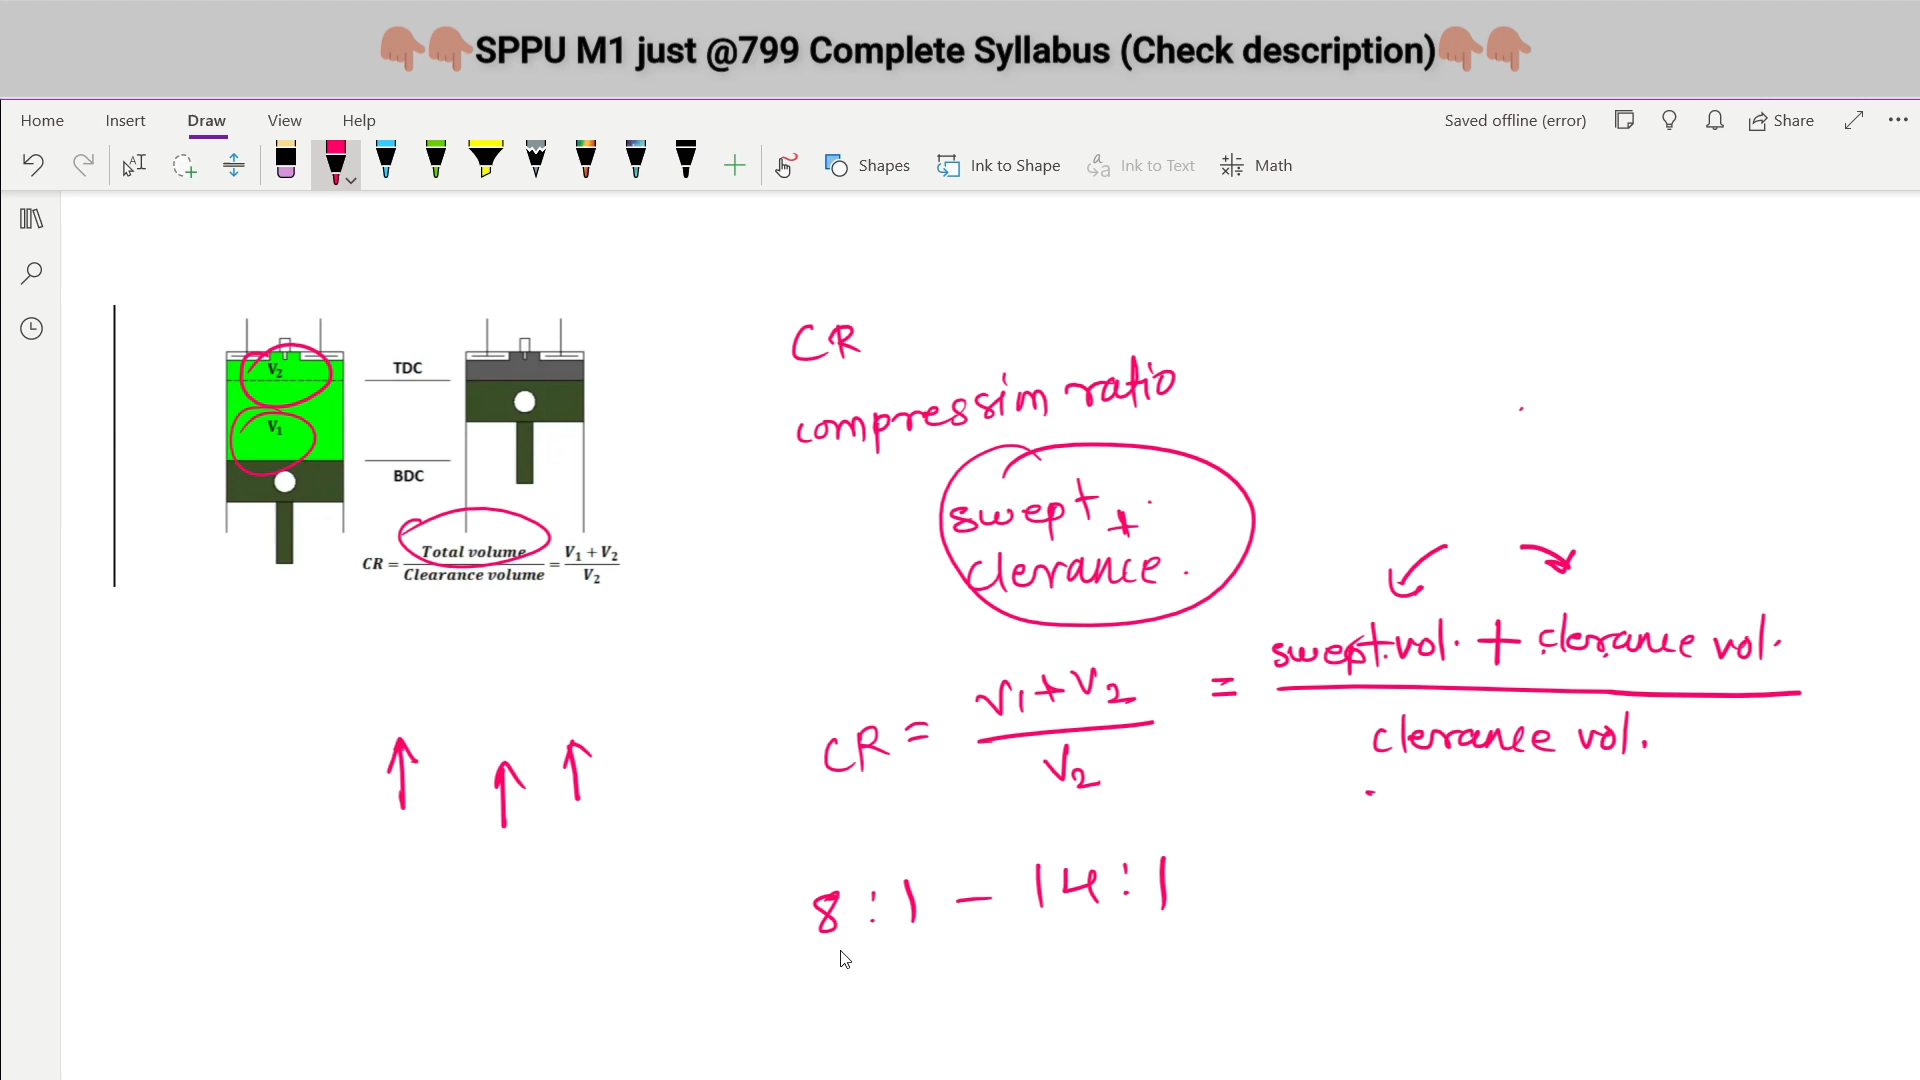 👇👇SPPU M1 just @799 Complete Syllabus (Check description)👇👇
Home Insert Draw View Help
Saved offline (error) Share
Shapes Ink to Shape Ink to Text Math
V2
V1
TDC
BDC
CR = Total volume / Clearance volume = V1 + V2 / V2
CR
compression ratio
swept +
clerance.
CR = V1+V2 / V2 = swept vol. + clerance vol. / clerance vol.
8:1 - 14:1